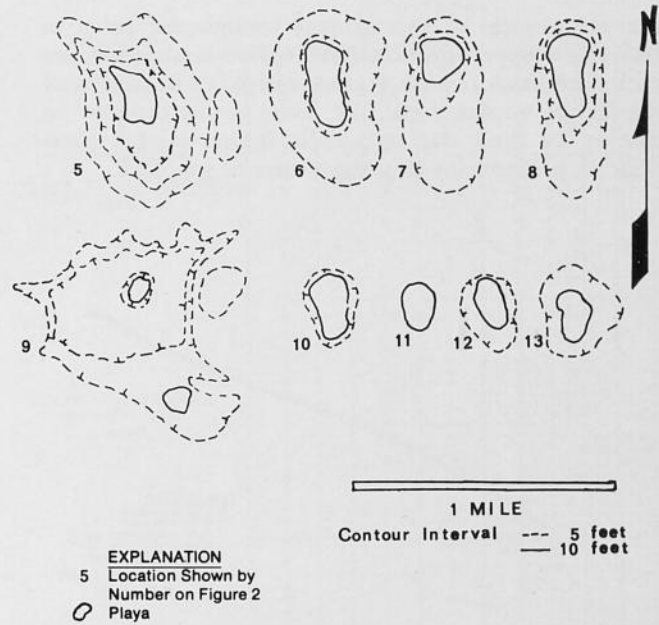 N
5
6
7
8
9
10
11
12
13
1 MILE
Contour Interval --- 5 feet
— 10 feet
EXPLANATION
5 Location Shown by
Number on Figure 2
Playa